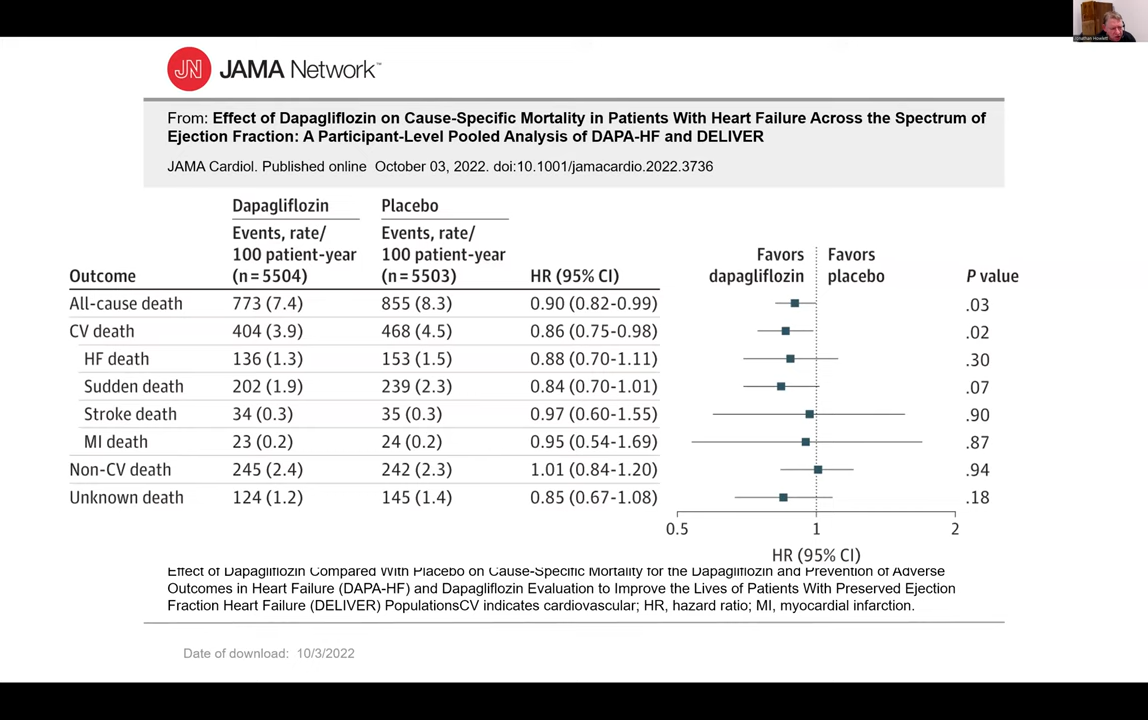 JN JAMA Network™
From: Effect of Dapagliflozin on Cause-Specific Mortality in Patients With Heart Failure Across the Spectrum of
Ejection Fraction: A Participant-Level Pooled Analysis of DAPA-HF and DELIVER
JAMA Cardiol. Published online October 03, 2022. doi:10.1001/jamacardio.2022.3736
Dapagliflozin Placebo
Events, rate/ Events, rate/
100 patient-year 100 patient-year Favors Favors
Outcome (n=5504) (n=5503) HR (95% CI) dapagliflozin placebo P value
All-cause death 773 (7.4) 855 (8.3) 0.90 (0.82-0.99) .03
CV death 404 (3.9) 468 (4.5) 0.86 (0.75-0.98) .02
HF death 136 (1.3) 153 (1.5) 0.88 (0.70-1.11) .30
Sudden death 202 (1.9) 239 (2.3) 0.84 (0.70-1.01) .07
Stroke death 34 (0.3) 35 (0.3) 0.97 (0.60-1.55) .90
MI death 23 (0.2) 24 (0.2) 0.95 (0.54-1.69) .87
Non-CV death 245 (2.4) 242 (2.3) 1.01 (0.84-1.20) .94
Unknown death 124 (1.2) 145 (1.4) 0.85 (0.67-1.08) .18
0.5 1 2
HR (95% CI)
Effect of Dapagliflozin Compared With Placebo on Cause-Specific Mortality for the Dapagliflozin and Prevention of Adverse
Outcomes in Heart Failure (DAPA-HF) and Dapagliflozin Evaluation to Improve the Lives of Patients With Preserved Ejection
Fraction Heart Failure (DELIVER) PopulationsCV indicates cardiovascular; HR, hazard ratio; MI, myocardial infarction.
Date of download: 10/3/2022